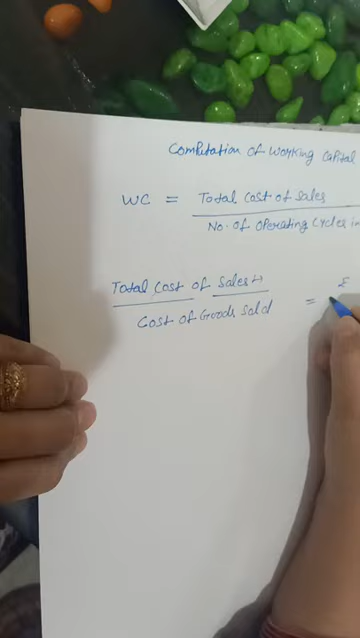 Computation of Working Capital
WC = Total Cost of Sales
No. of Operating Cycles in
Total Cost of Sales
Cost of Goods Sold =